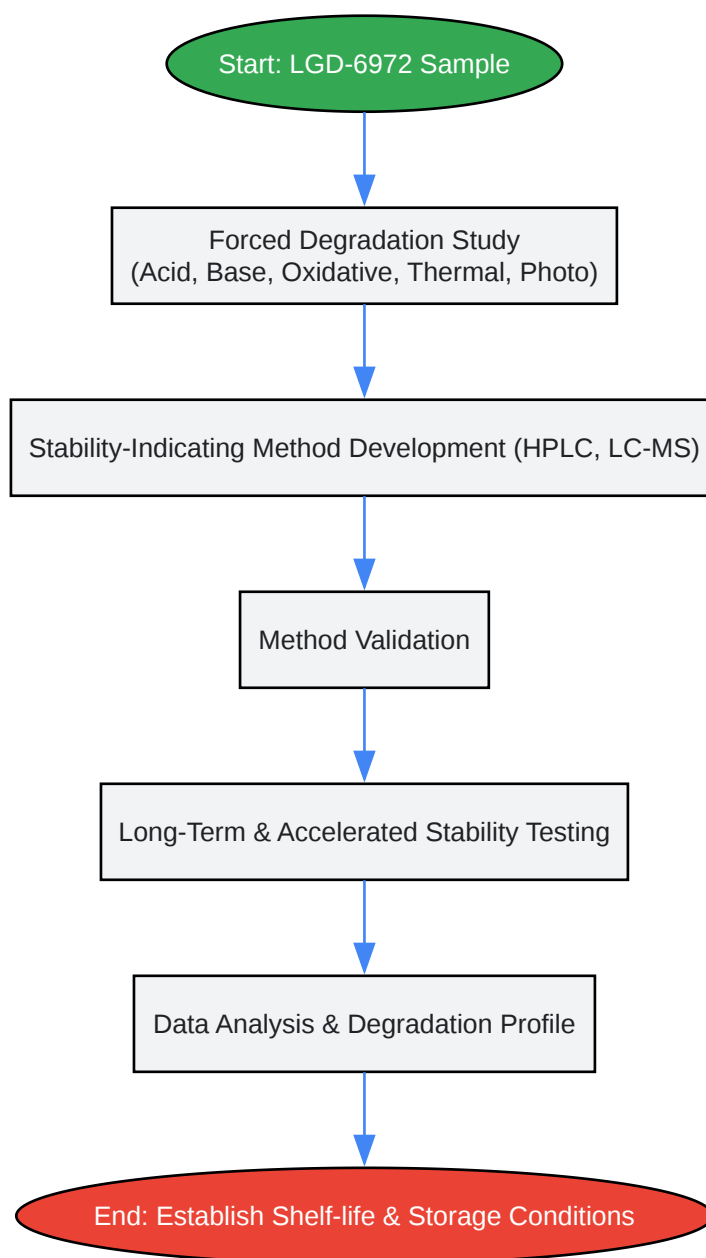 Start: LGD-6972 Sample
Forced Degradation Study
(Acid, Base, Oxidative, Thermal, Photo)
Stability-Indicating Method Development (HPLC, LC-MS)
Method Validation
Long-Term & Accelerated Stability Testing
Data Analysis & Degradation Profile
End: Establish Shelf-life & Storage Conditions